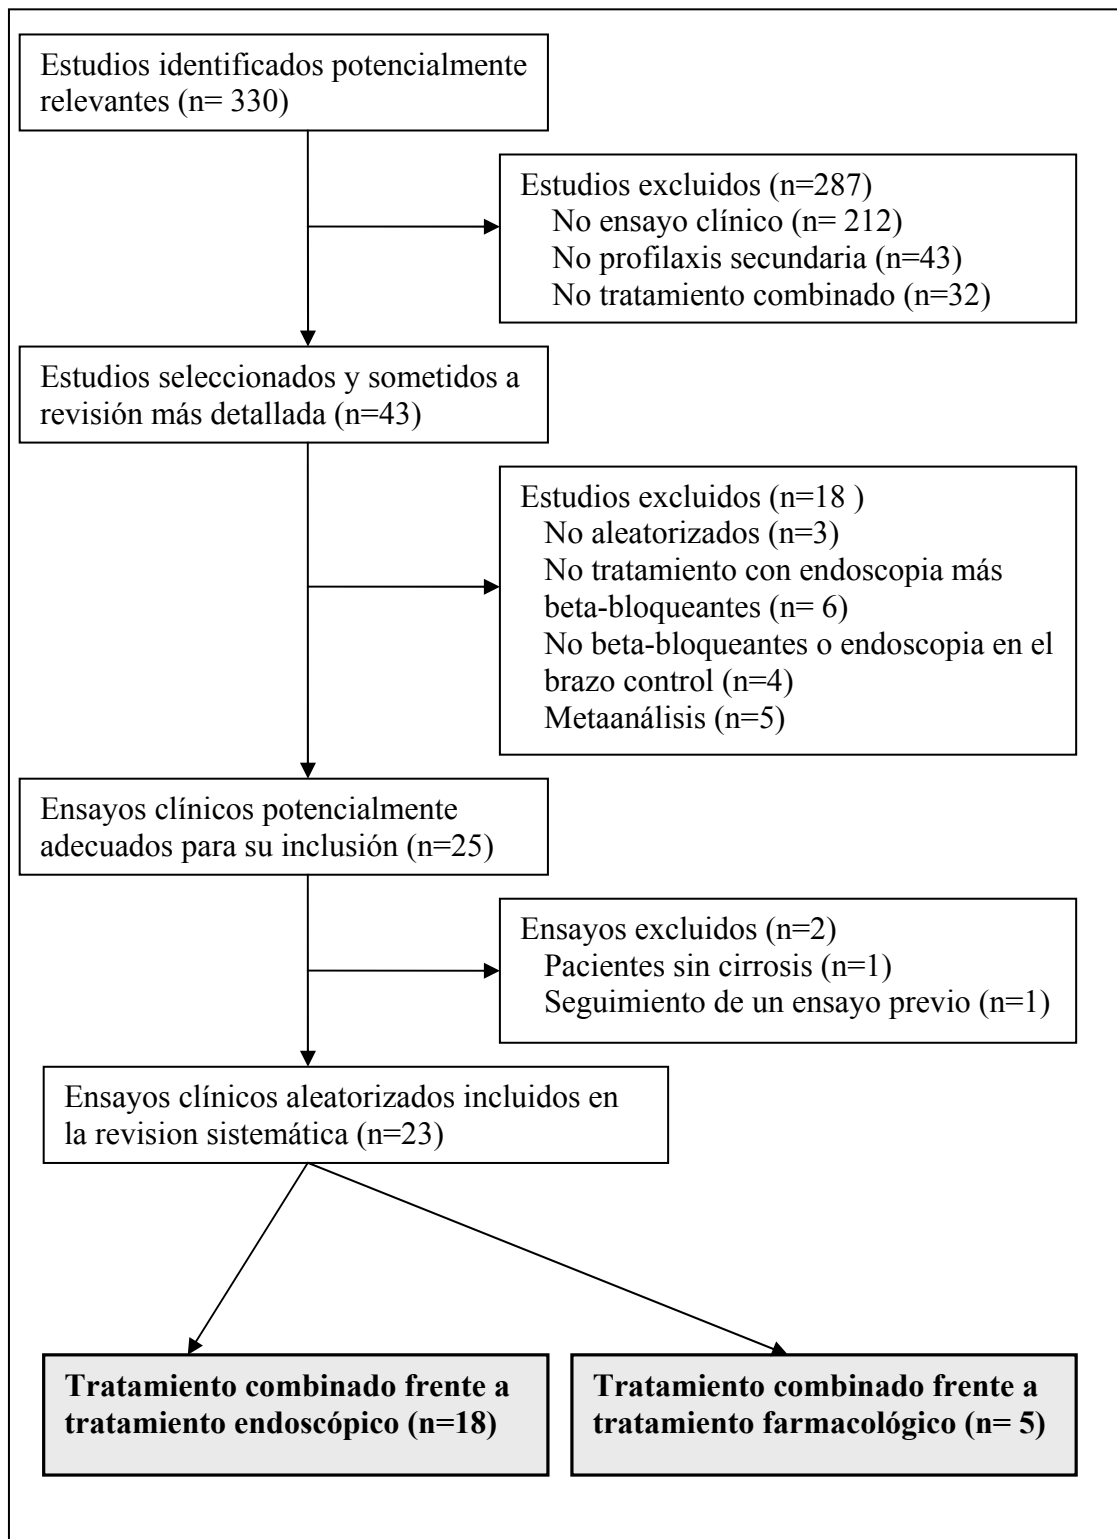 Estudios identificados potencialmente
relevantes (n= 330)
Estudios excluidos (n=287)
No ensayo clínico (n= 212)
No profilaxis secundaria (n=43)
No tratamiento combinado (n=32)
Estudios seleccionados y sometidos a
revisión más detallada (n=43)
Estudios excluidos (n=18 )
No aleatorizados (n=3)
No tratamiento con endoscopia más
beta-bloqueantes (n= 6)
No beta-bloqueantes o endoscopia en el
brazo control (n=4)
Metaanálisis (n=5)
Ensayos clínicos potencialmente
adecuados para su inclusión (n=25)
Ensayos excluidos (n=2)
Pacientes sin cirrosis (n=1)
Seguimiento de un ensayo previo (n=1)
Ensayos clínicos aleatorizados incluidos en
la revision sistemática (n=23)
Tratamiento combinado frente a
tratamiento endoscópico (n=18)
Tratamiento combinado frente a
tratamiento farmacológico (n= 5)